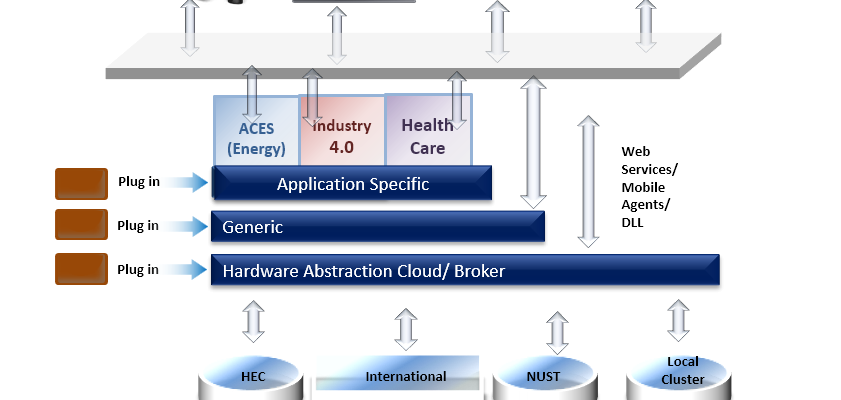 ACES
(Energy)
Industry
4.0
Health
Care
Plug in
Application Specific
Plug in
Generic
Plug in
Hardware Abstraction Cloud/ Broker
Web
Services/
Mobile
Agents/
DLL
HEC
International
NUST
Local
Cluster